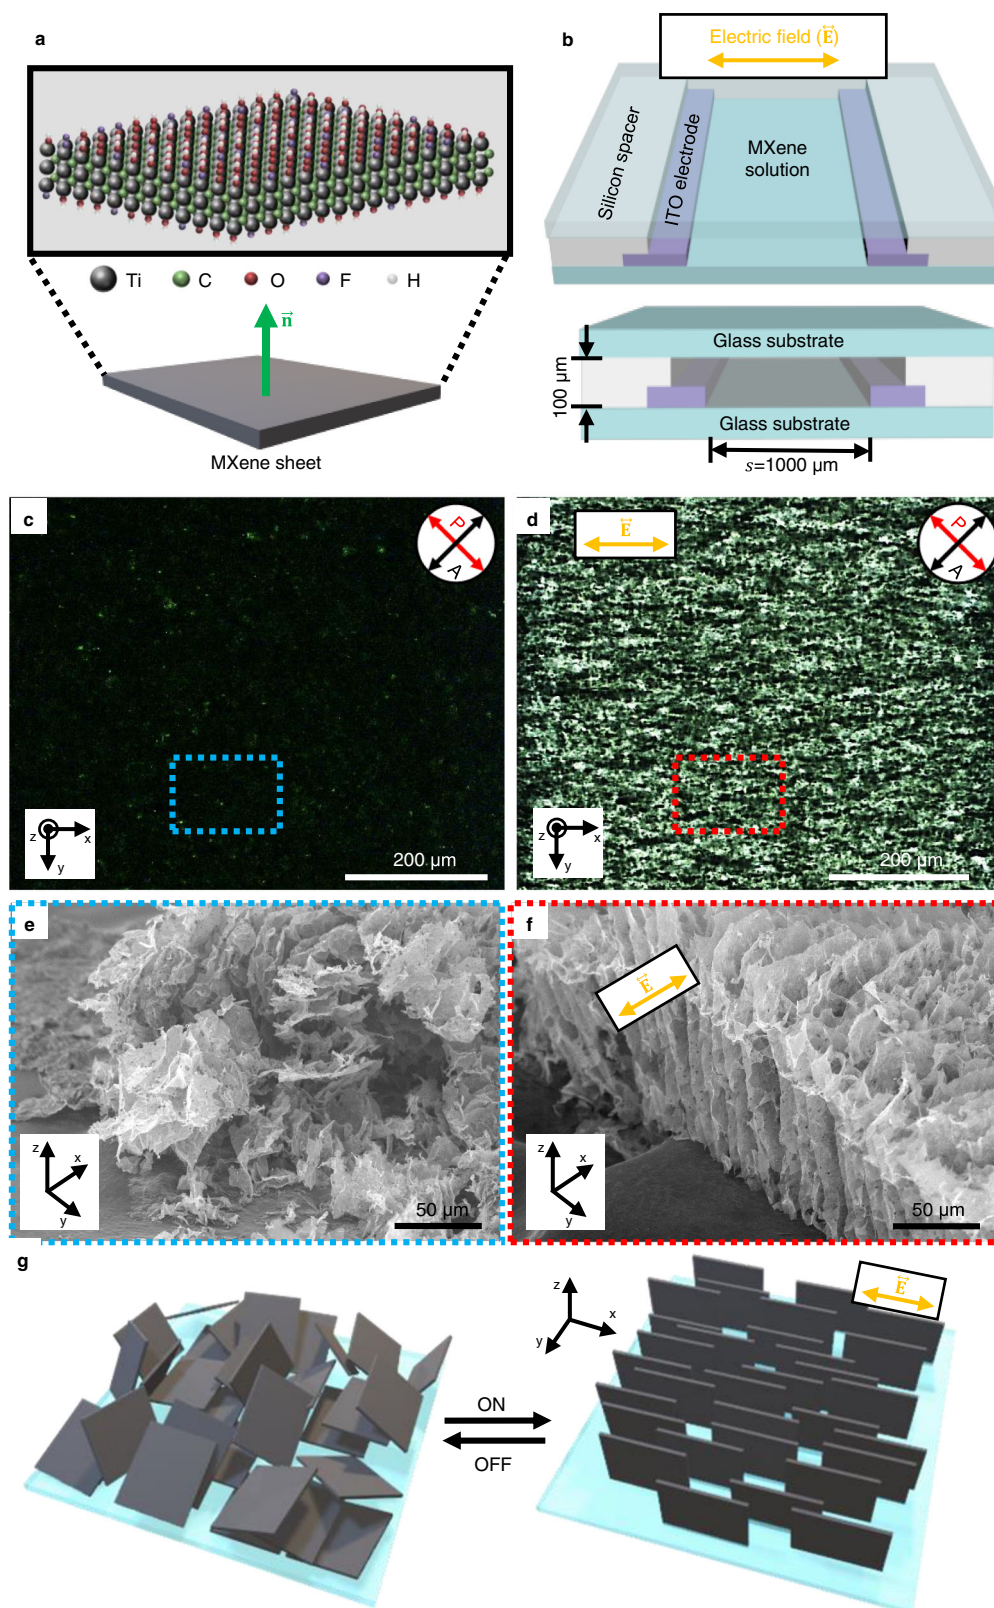 a
Ti
C
O
F
H
n
MXene sheet
b
Electric field (E)
Silicon spacer
ITO electrode
MXene
solution
Glass substrate
100 µm
Glass substrate
s=1000 µm
c
P
A
z
x
y
200 µm
d
E
P
A
z
x
y
200 µm
e
z
x
y
50 µm
f
E
z
x
y
50 µm
g
ON
OFF
z
x
y
E